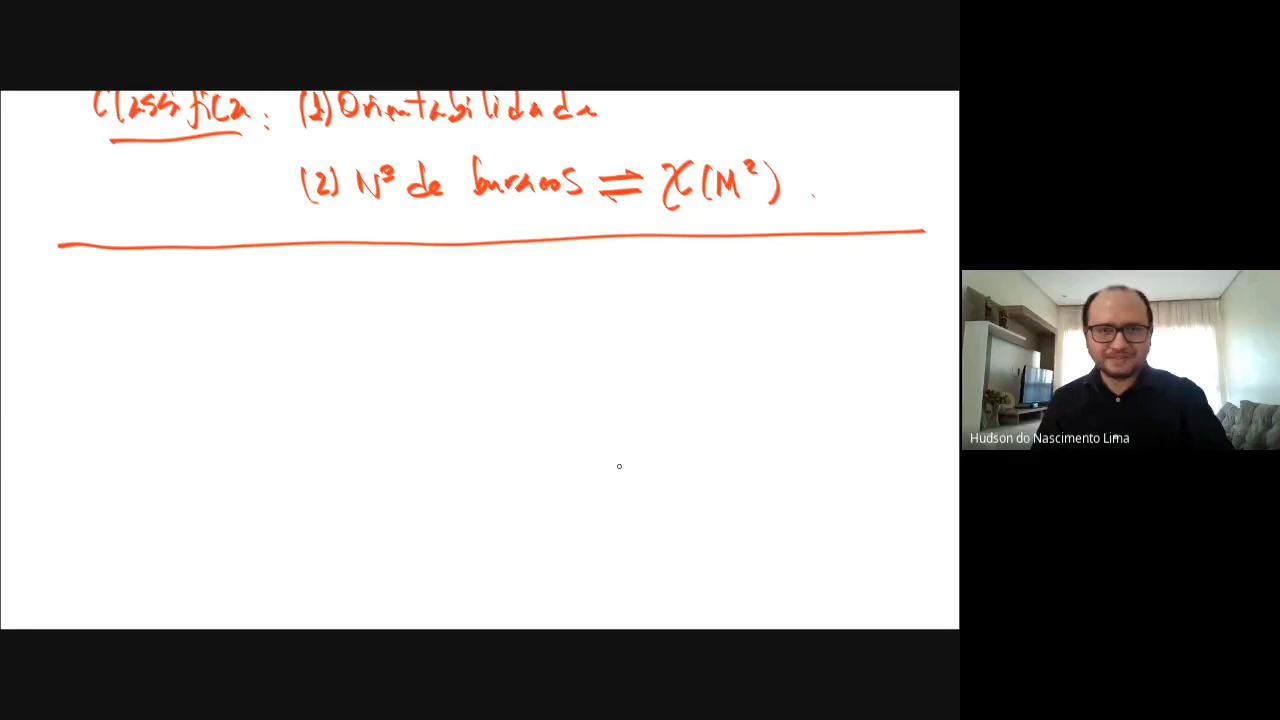 Classifica: (1) Orientabilidade
(2) Nº de buracos ⇌ χ(M²).
Hudson do Nascimento Lima